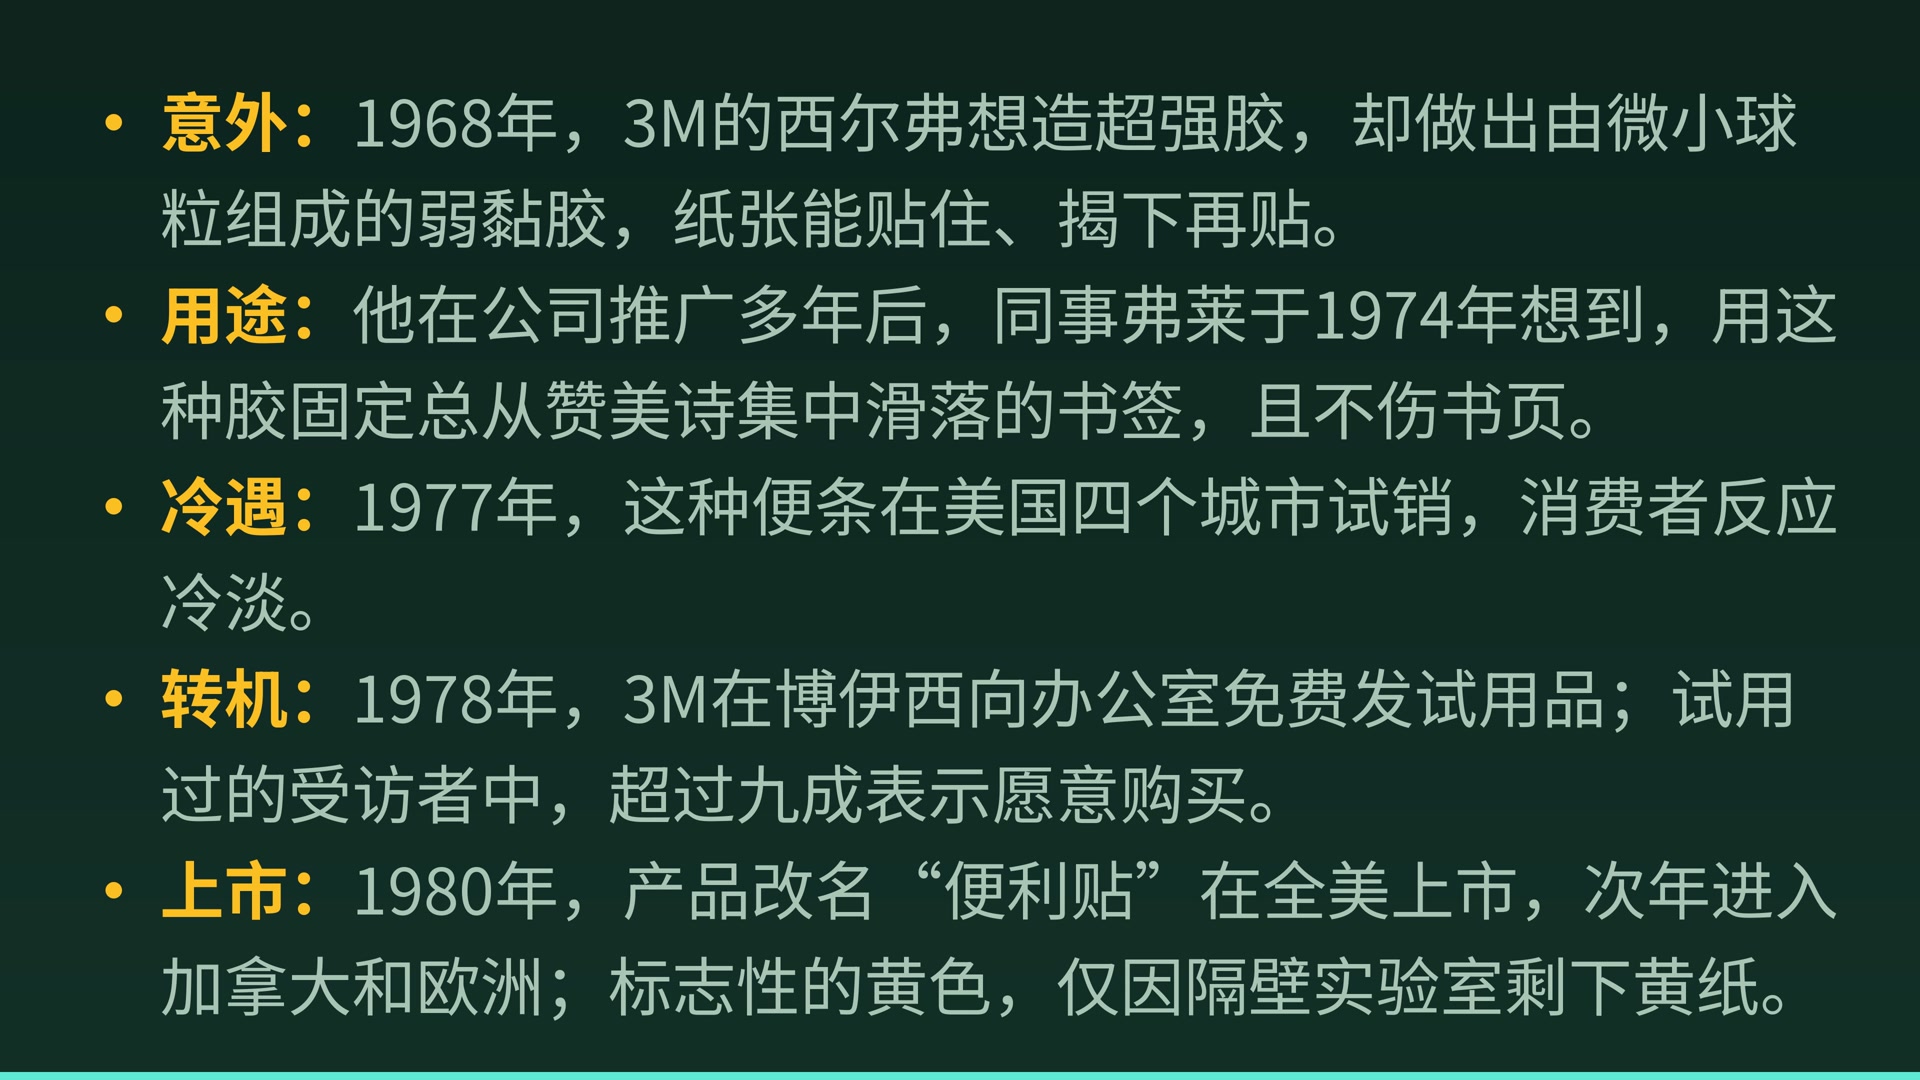 • 意外：1968年，3M的西尔弗想造超强胶，却做出由微小球
粒组成的弱黏胶，纸张能贴住、揭下再贴。
• 用途：他在公司推广多年后，同事弗莱于1974年想到，用这
种胶固定总从赞美诗集中滑落的书签，且不伤书页。
• 冷遇：1977年，这种便条在美国四个城市试销，消费者反应
冷淡。
• 转机：1978年，3M在博伊西向办公室免费发试用品；试用
过的受访者中，超过九成表示愿意购买。
• 上市：1980年，产品改名“便利贴”在全美上市，次年进入
加拿大和欧洲；标志性的黄色，仅因隔壁实验室剩下黄纸。